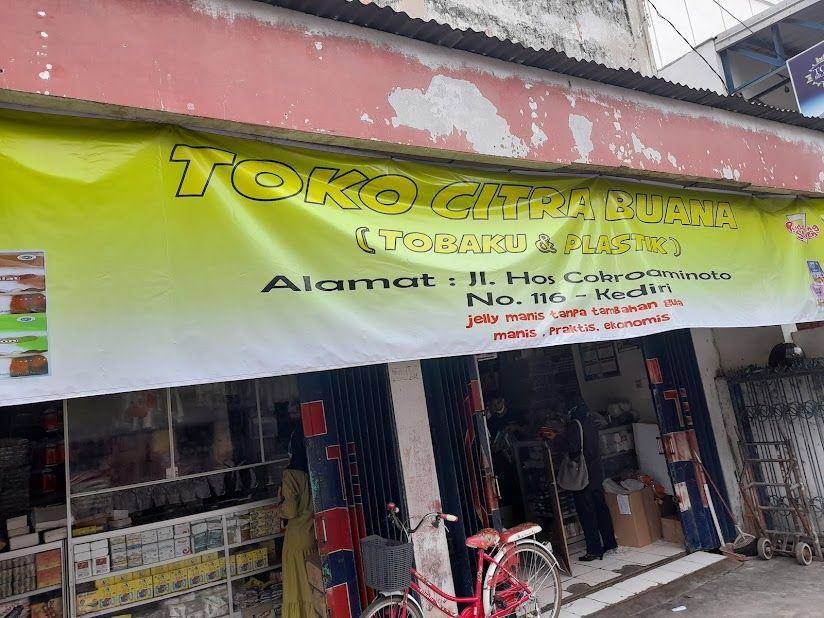 TOKO CITRA BUANA
( TOBAKU & PLASTIK )
Alamat : Jl. Hos Cokroaminoto
No. 116 - Kediri
jelly manis tanpa tambahan gula
manis , Praktis, ekonomis